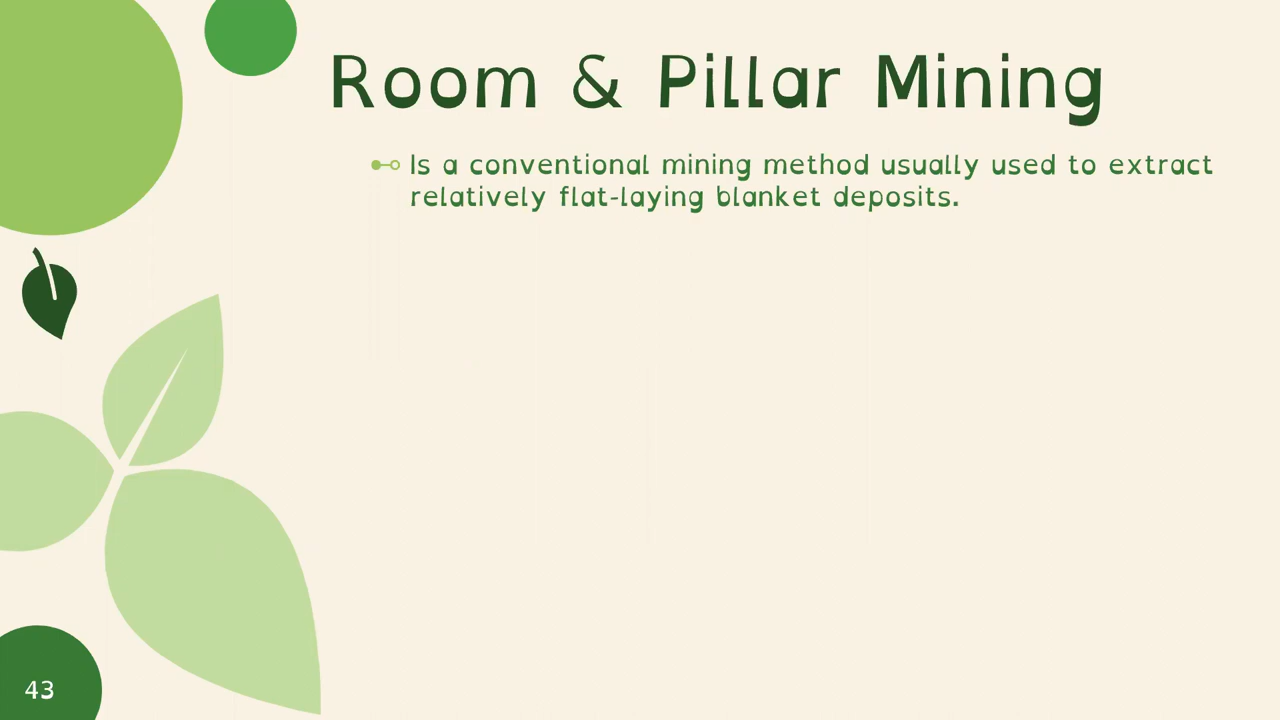 Room & Pillar Mining
Is a conventional mining method usually used to extract
relatively flat-laying blanket deposits.
43